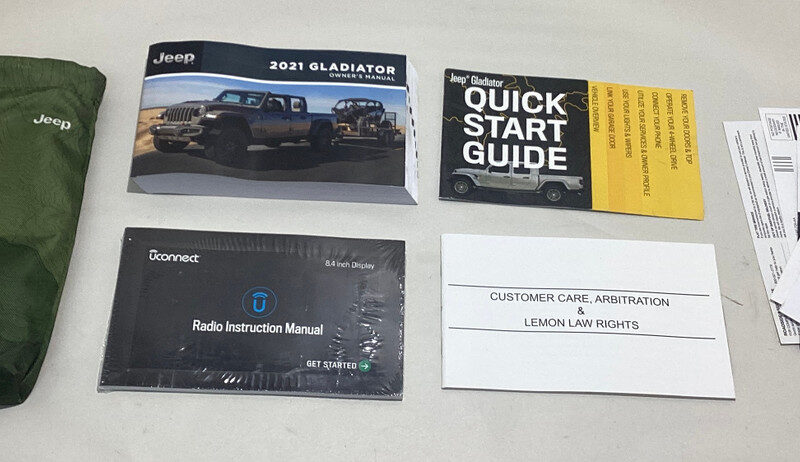 Jeep
Jeep
2021 GLADIATOR
OWNER'S MANUAL
Jeep® Gladiator
QUICK
START
GUIDE
REMOVE YOUR DOORS & TOP
OPERATE YOUR 4-WHEEL DRIVE
CONNECT YOUR PHONE
UTILIZE YOUR SERVICES & OWNER PROFILE
USE YOUR LIGHTS & WIPERS
LINK YOUR GARAGE DOOR
VEHICLE OVERVIEW
uconnect
8.4 inch Display
Radio Instruction Manual
GET STARTED
CUSTOMER CARE, ARBITRATION
&
LEMON LAW RIGHTS